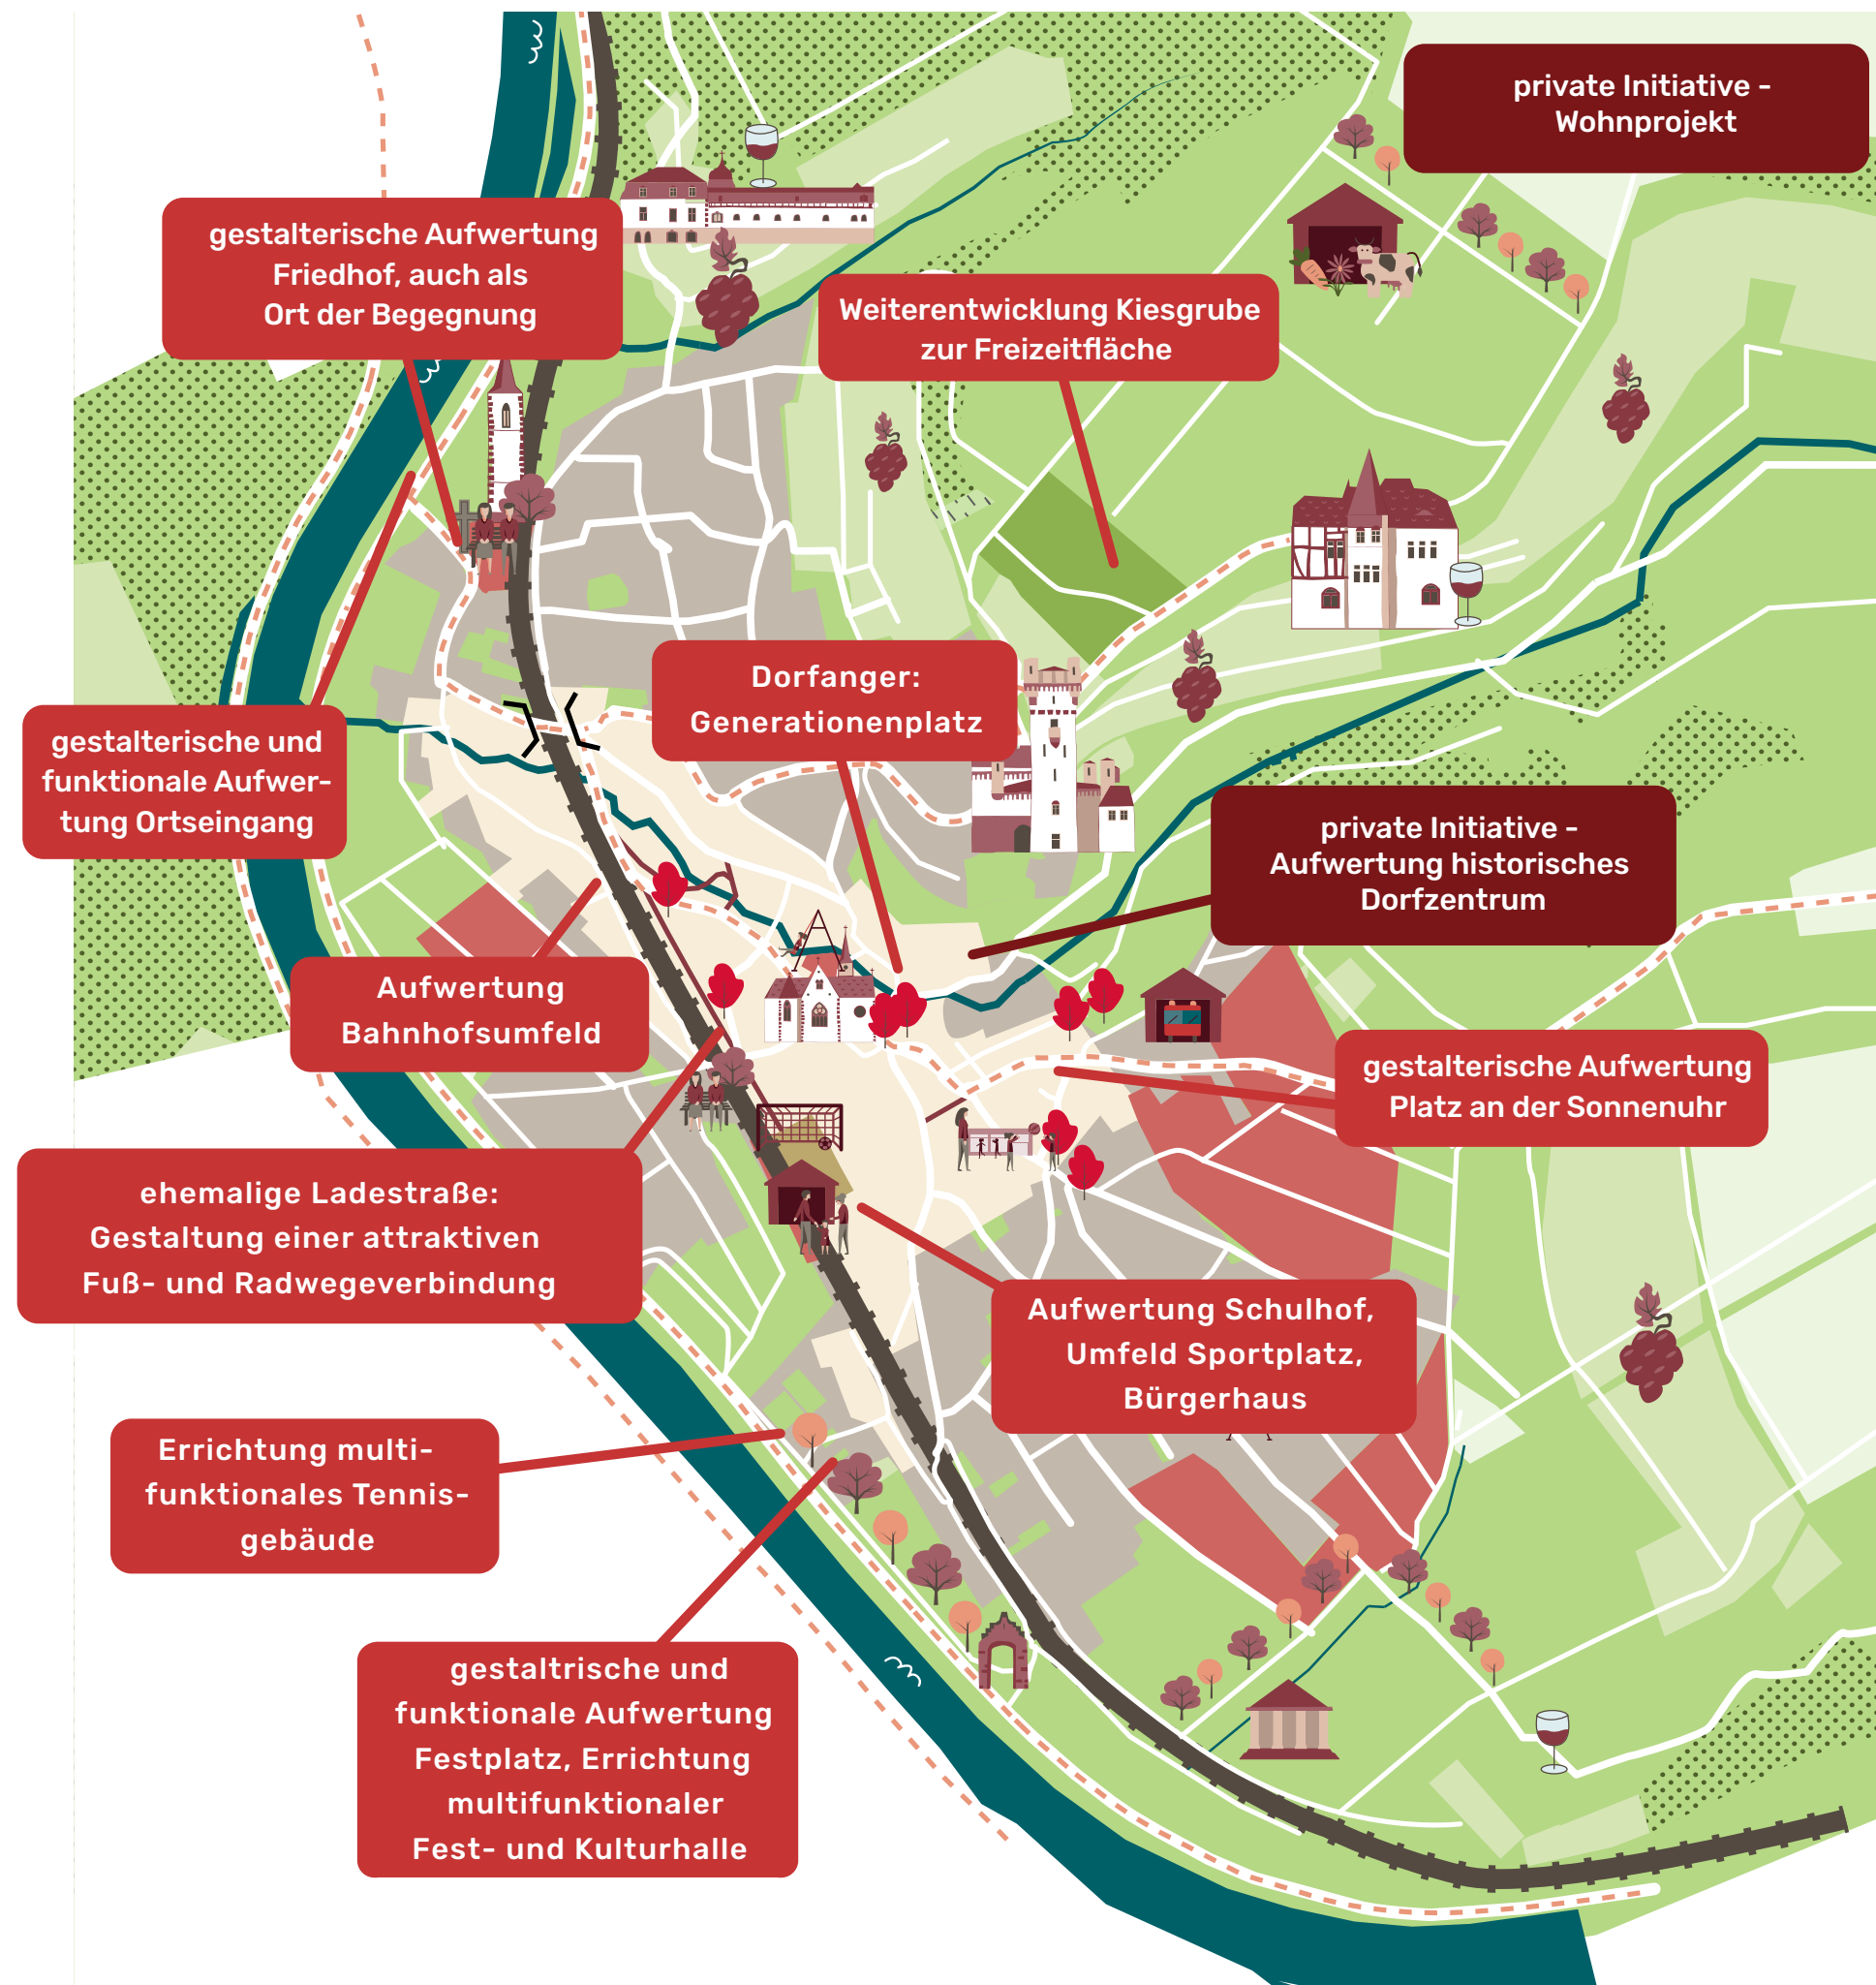 private Initiative -
Wohnprojekt
gestalterische Aufwertung
Friedhof, auch als
Ort der Begegnung
Weiterentwicklung Kiesgrube
zur Freizeitfläche
Dorfanger:
Generationenplatz
gestalterische und
funktionale Aufwer-
tung Ortseingang
private Initiative -
Aufwertung historisches
Dorfzentrum
Aufwertung
Bahnhofsumfeld
gestalterische Aufwertung
Platz an der Sonnenuhr
ehemalige Ladestraße:
Gestaltung einer attraktiven
Fuß- und Radwegeverbindung
Aufwertung Schulhof,
Umfeld Sportplatz,
Bürgerhaus
Errichtung multi-
funktionales Tennis-
gebäude
gestaltrische und
funktionale Aufwertung
Festplatz, Errichtung
multifunktionaler
Fest- und Kulturhalle